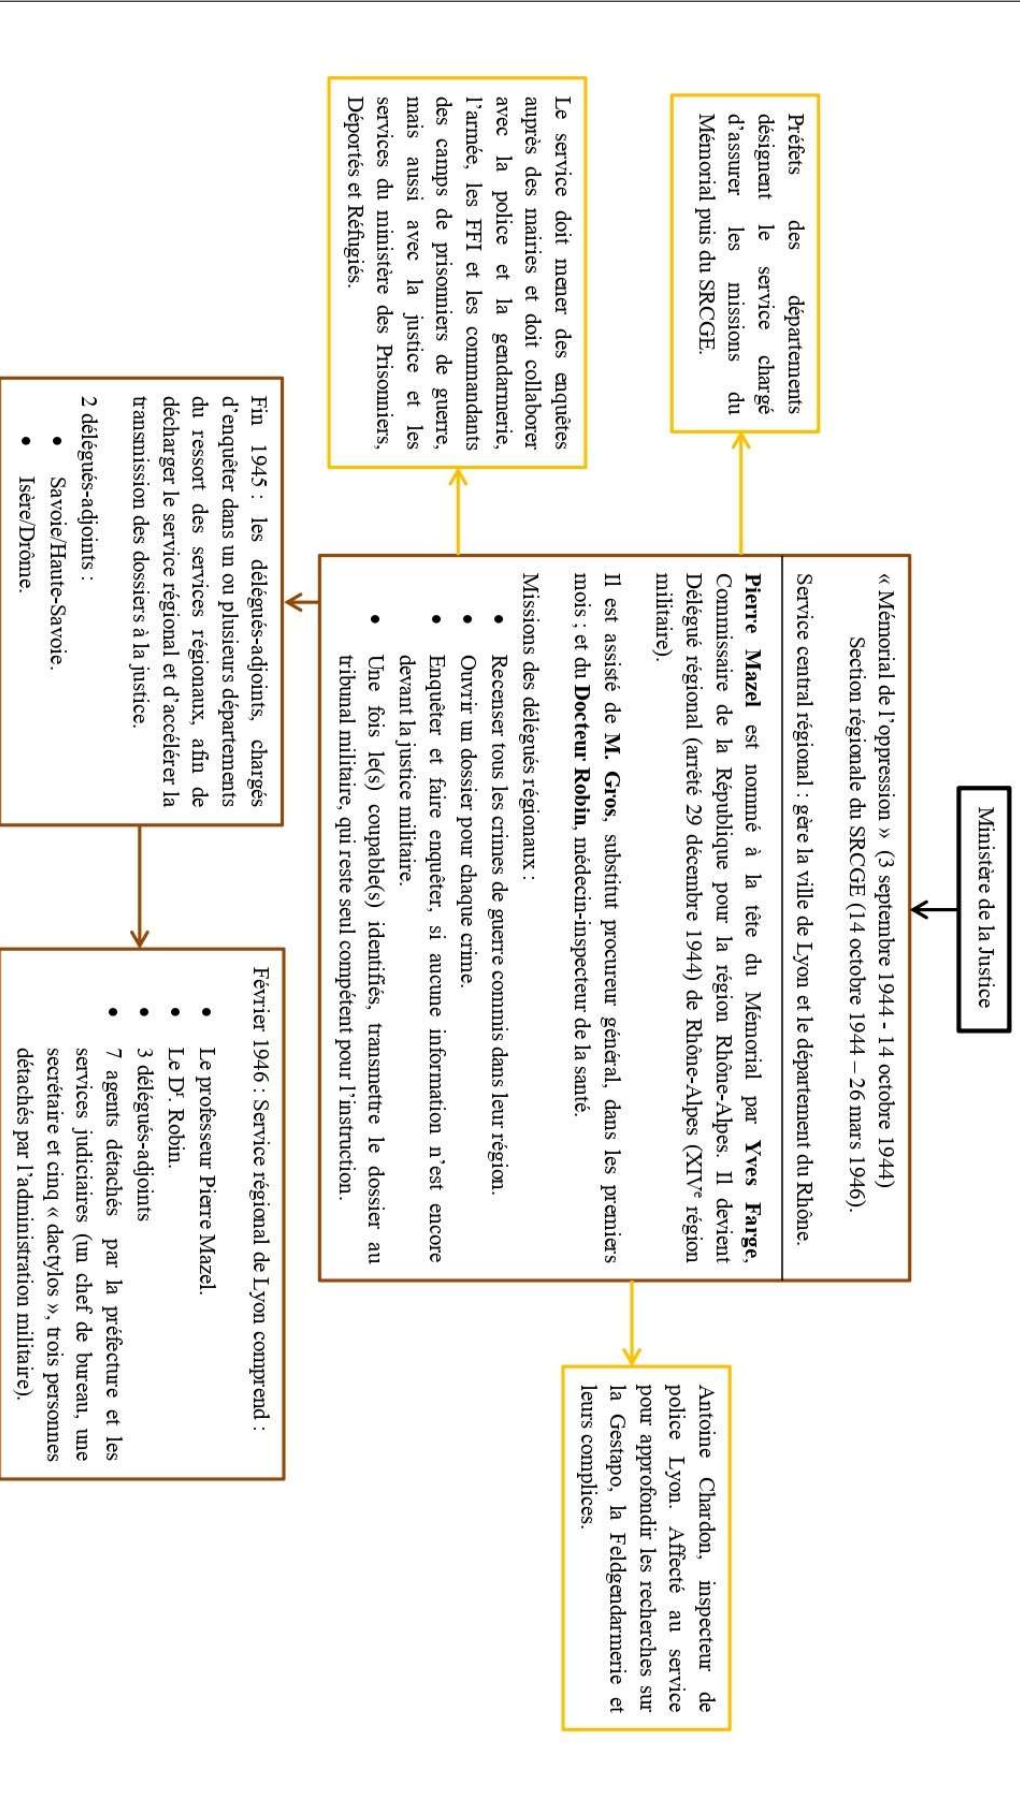 Ministère de la Justice
« Mémorial de l'oppression » (3 septembre 1944 - 14 octobre 1944)
Section régionale du SRCGE (14 octobre 1944 – 26 mars 1946).
Service central régional : gère la ville de Lyon et le département du Rhône.
Pierre Mazel est nommé à la tête du Mémorial par Yves Farge,
Commissaire de la République pour la région Rhône-Alpes. Il devient
Délégué régional (arrêté 29 décembre 1944) de Rhône-Alpes (XIVe région
militaire).
Il est assisté de M. Gros, substitut procureur général, dans les premiers
mois ; et du Docteur Robin, médecin-inspecteur de la santé.
Missions des délégués régionaux :
• Recenser tous les crimes de guerre commis dans leur région.
• Ouvrir un dossier pour chaque crime.
• Enquêter et faire enquêter, si aucune information n'est encore
devant la justice militaire.
• Une fois le(s) coupable(s) identifiés, transmettre le dossier au
tribunal militaire, qui reste seul compétent pour l'instruction.
Préfets des départements
désignent le service chargé
d'assurer les missions du
Mémorial puis du SRCGE.
Le service doit mener des enquêtes
auprès des mairies et doit collaborer
avec la police et la gendarmerie,
l'armée, les FFI et les commandants
des camps de prisonniers de guerre,
mais aussi avec la justice et les
services du ministère des Prisonniers,
Déportés et Réfugiés.
Antoine Chardon, inspecteur de
police Lyon. Affecté au service
pour approfondir les recherches sur
la Gestapo, la Feldgendarmerie et
leurs complices.
Fin 1945 : les délégués-adjoints, chargés
d'enquêter dans un ou plusieurs départements
du ressort des services régionaux, afin de
décharger le service régional et d'accélérer la
transmission des dossiers à la justice.
2 délégués-adjoints :
• Savoie/Haute-Savoie.
• Isère/Drôme.
Février 1946 : Service régional de Lyon comprend :
• Le professeur Pierre Mazel.
• Le Dr. Robin.
• 3 délégués-adjoints
• 7 agents détachés par la préfecture et les
services judiciaires (un chef de bureau, une
secrétaire et cinq « dactylos », trois personnes
détachés par l'administration militaire).